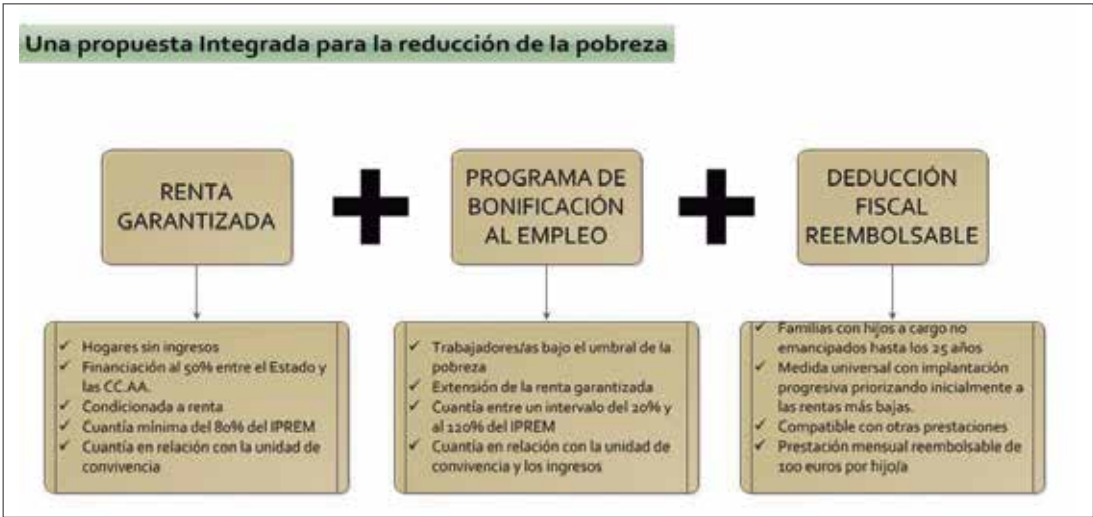 Una propuesta Integrada para la reducción de la pobreza
RENTA
GARANTIZADA
PROGRAMA DE
BONIFICACIÓN
AL EMPLEO
DEDUCCIÓN
FISCAL
REEMBOLSABLE
✓ Hogares sin ingresos
✓ Financiación al 50% entre el Estado y
las CC.AA.
✓ Condicionada a renta
✓ Cuantía mínima del 80% del IPREM
✓ Cuantía en relación con la unidad de
convivencia
✓ Trabajadores/as bajo el umbral de la
pobreza
✓ Extensión de la renta garantizada
✓ Cuantía entre un intervalo del 20% y
al 120% del IPREM
✓ Cuantía en relación con la unidad de
convivencia y los ingresos
✓ Familias con hijos a cargo no
emancipados hasta los 25 años
✓ Medida universal con implantación
progresiva priorizando inicialmente a
las rentas más bajas.
✓ Compatible con otras prestaciones
✓ Prestación mensual reembolsable de
100 euros por hijo/a